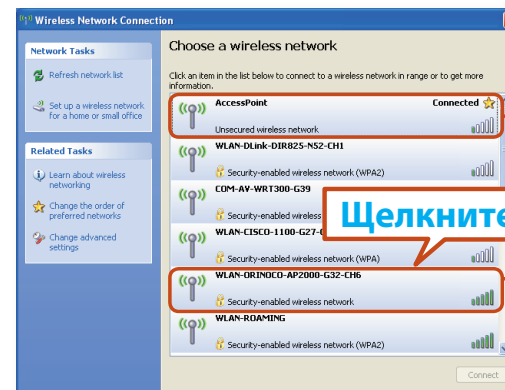 Wireless Network Connection
Network Tasks
Refresh network list
Set up a wireless network
for a home or small office
Related Tasks
Learn about wireless
networking
Change the order of
preferred networks
Change advanced
settings
Choose a wireless network
Click an item in the list below to connect to a wireless network in range or to get more
information.
AccessPoint Connected
Unsecured wireless network
WLAN-DLink-DIR825-N52-CH1
Security-enabled wireless network (WPA2)
COM-AV-WRT300-G39
Security-enabled wireless
Щелкните
WLAN-CISCO-1100-G27-
Security-enabled wireless network (WPA)
WLAN-ORINOCO-AP2000-G32-CH6
Security-enabled wireless network
WLAN-ROAMING
Security-enabled wireless network (WPA2)
Connect